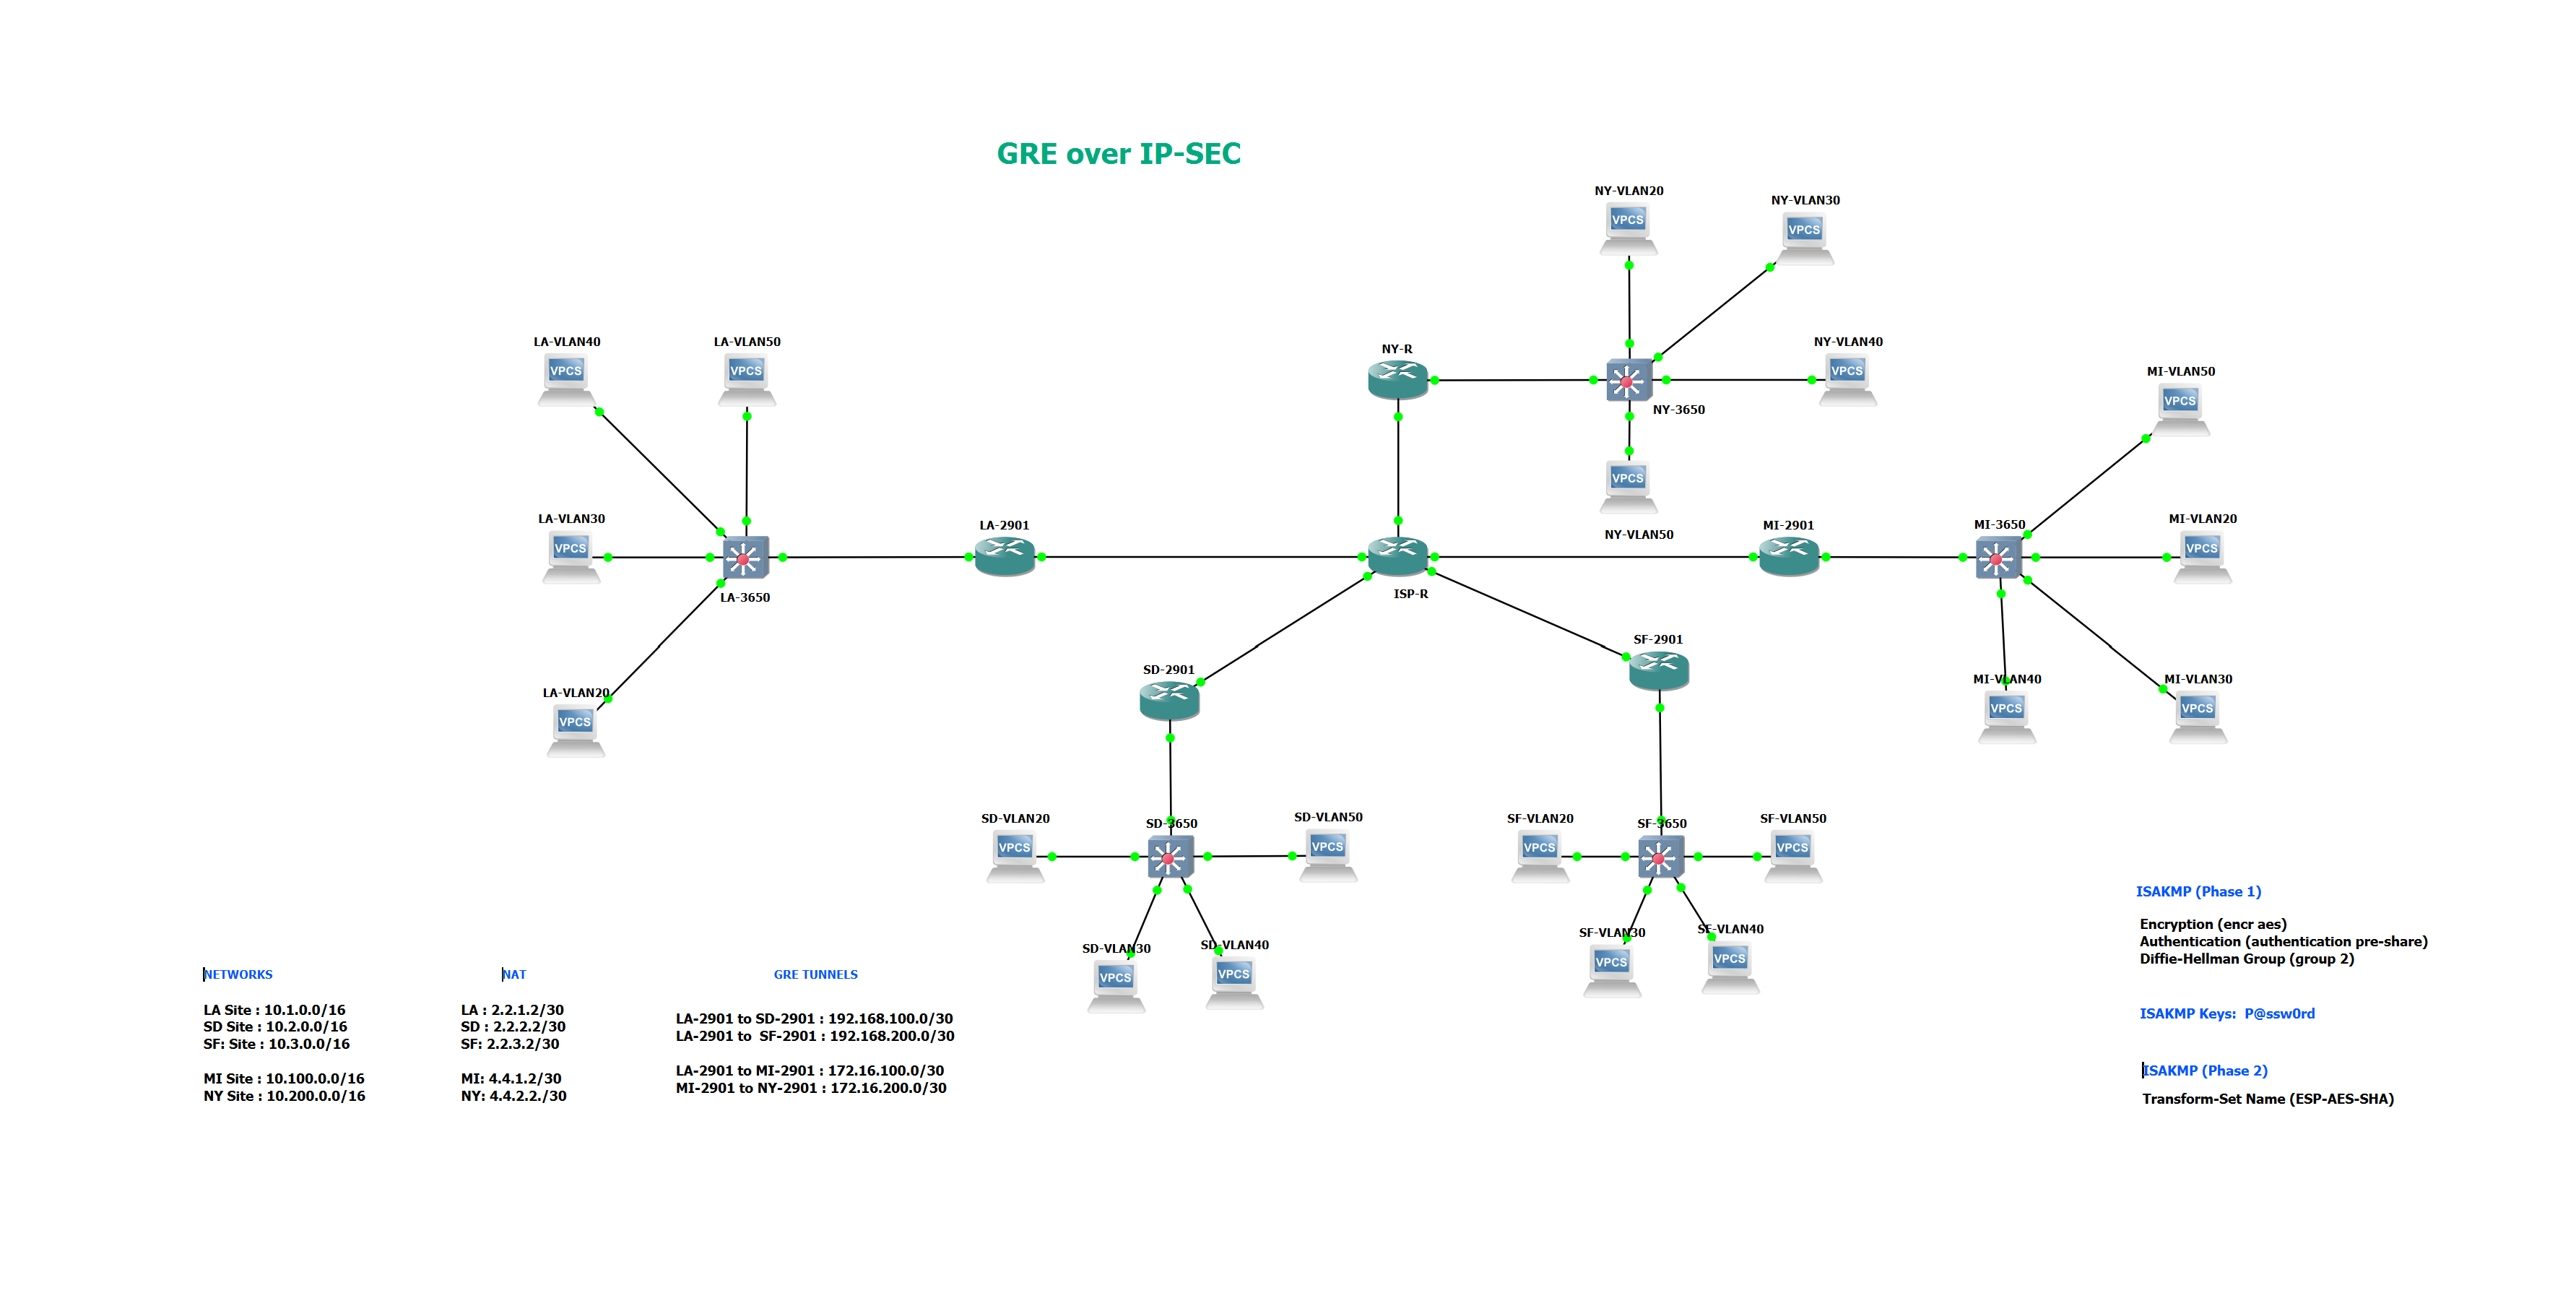 GRE over IP-SEC
NY-VLAN20
VPCS
NY-VLAN30
VPCS
LA-VLAN40
VPCS
LA-VLAN50
VPCS
NY-R
NY-VLAN40
VPCS
NY-3650
MI-VLAN50
VPCS
VPCS
NY-VLAN50
LA-VLAN30
VPCS
LA-2901
MI-2901
MI-3650
MI-VLAN20
VPCS
LA-3650
ISP-R
SF-2901
SD-2901
LA-VLAN20
VPCS
MI-VLAN40
VPCS
MI-VLAN30
VPCS
SD-VLAN20
VPCS
SD-3650
SD-VLAN50
VPCS
SF-VLAN20
VPCS
SF-3650
SF-VLAN50
VPCS
SD-VLAN30
VPCS
SD-VLAN40
VPCS
SF-VLAN30
VPCS
SF-VLAN40
VPCS
NETWORKS
LA Site : 10.1.0.0/16
SD Site : 10.2.0.0/16
SF: Site : 10.3.0.0/16
MI Site : 10.100.0.0/16
NY Site : 10.200.0.0/16
NAT
LA : 2.2.1.2/30
SD : 2.2.2.2/30
SF: 2.2.3.2/30
MI: 4.4.1.2/30
NY: 4.4.2.2./30
GRE TUNNELS
LA-2901 to SD-2901 : 192.168.100.0/30
LA-2901 to  SF-2901 : 192.168.200.0/30
LA-2901 to MI-2901 : 172.16.100.0/30
MI-2901 to NY-2901 : 172.16.200.0/30
ISAKMP (Phase 1)
Encryption (encr aes)
Authentication (authentication pre-share)
Diffie-Hellman Group (group 2)
ISAKMP Keys:  P@ssw0rd
ISAKMP (Phase 2)
Transform-Set Name (ESP-AES-SHA)